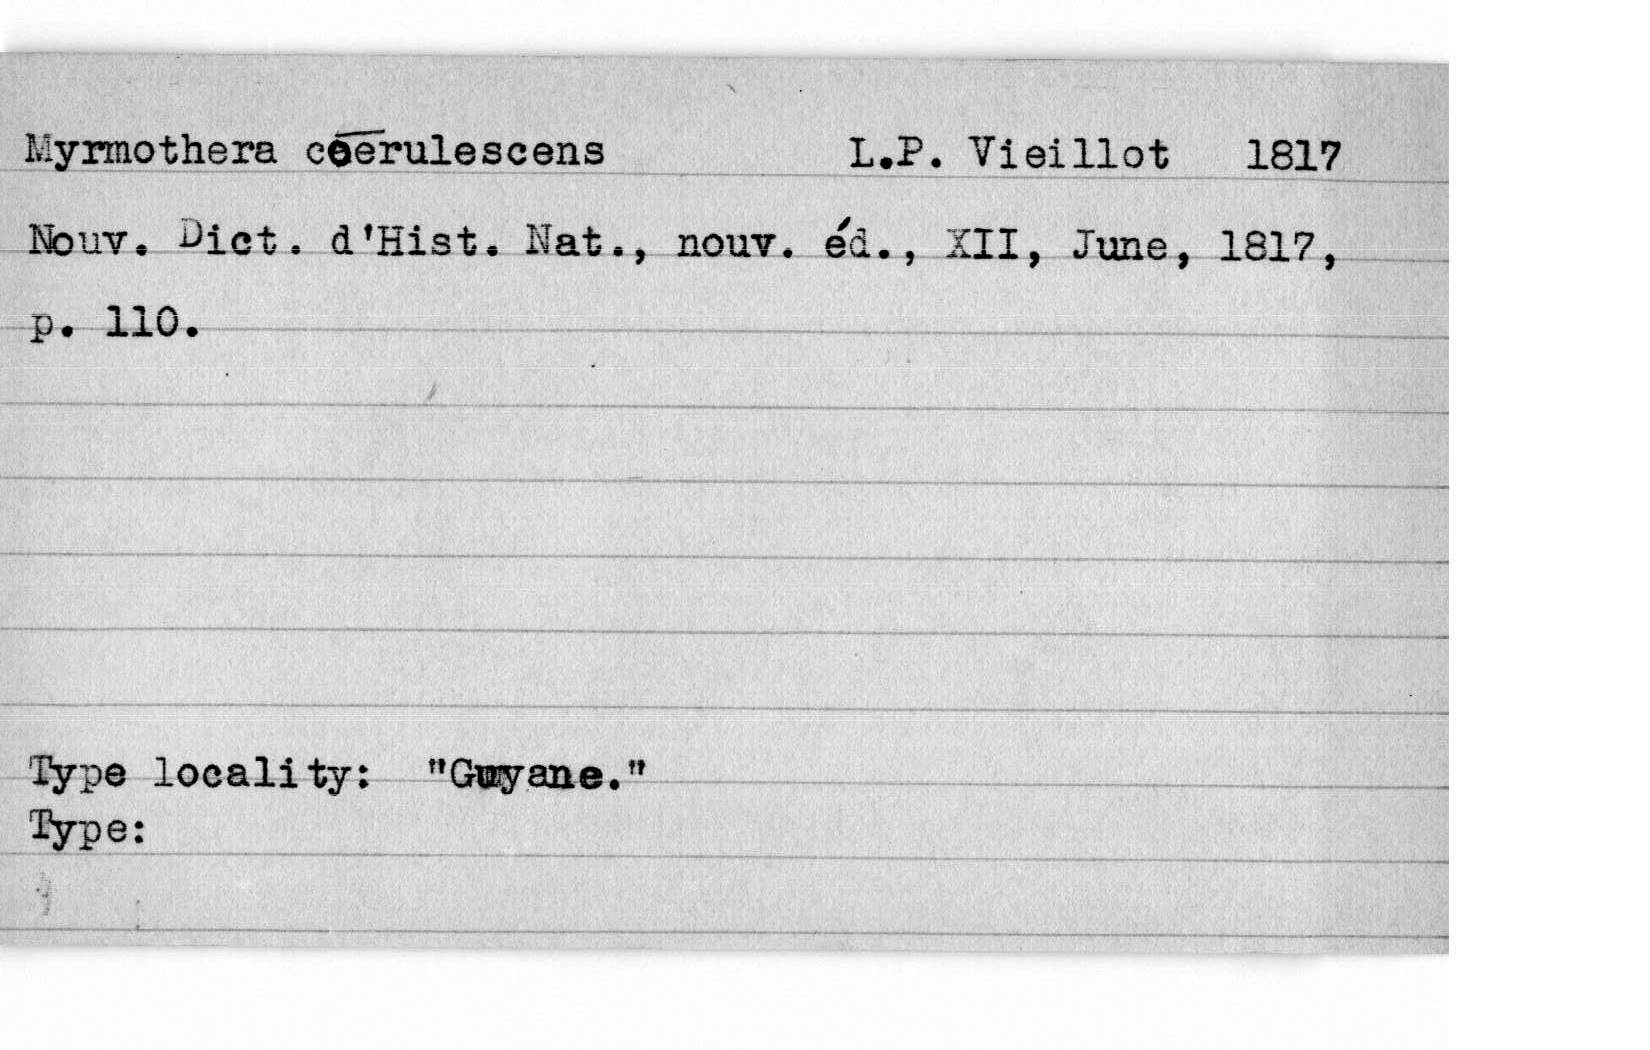 Myrmothera coerulescens L.P. Vieillot 1817
Nouv. Dict. d'Hist. Nat., nouv. éd., XII, June, 1817,
p. 110.
Type locality: "Guyane."
Type: